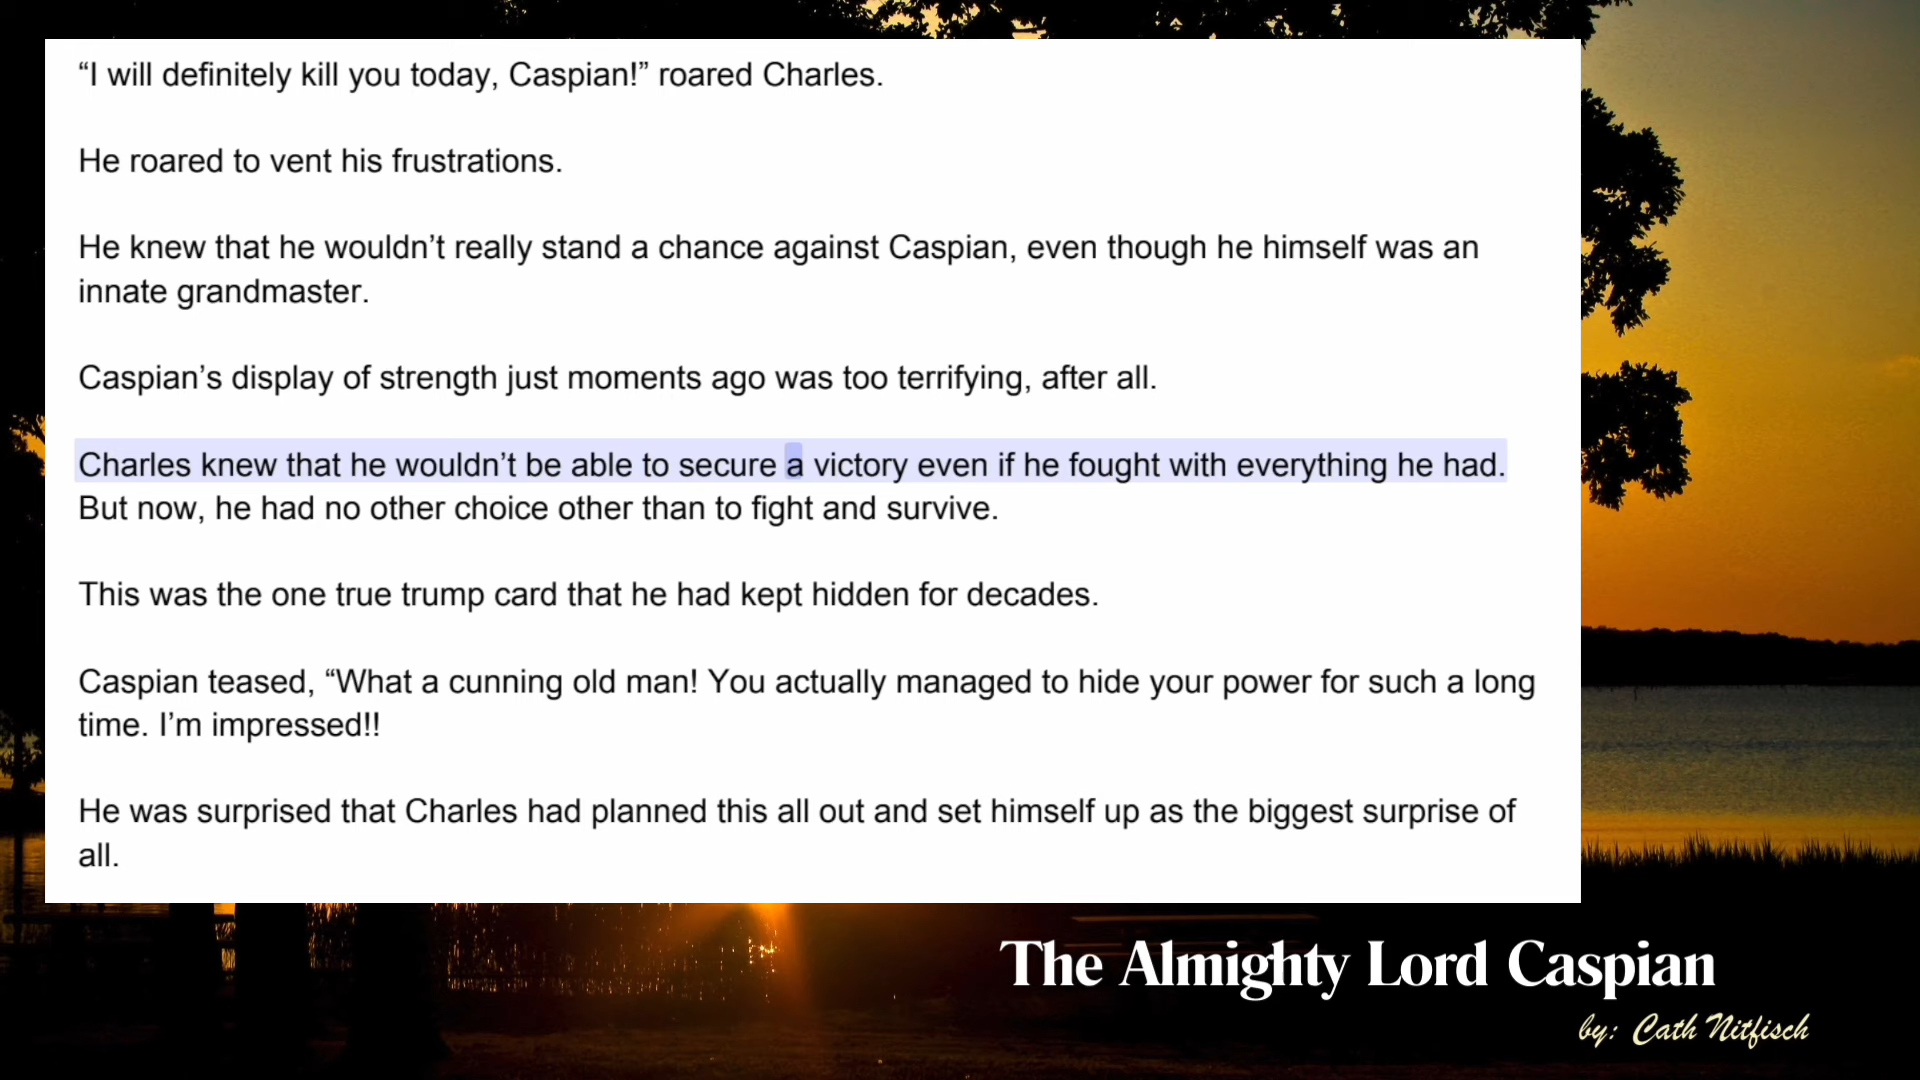 “I will definitely kill you today, Caspian!” roared Charles.
He roared to vent his frustrations.
He knew that he wouldn’t really stand a chance against Caspian, even though he himself was an
innate grandmaster.
Caspian’s display of strength just moments ago was too terrifying, after all.
Charles knew that he wouldn’t be able to secure a victory even if he fought with everything he had.
But now, he had no other choice other than to fight and survive.
This was the one true trump card that he had kept hidden for decades.
Caspian teased, “What a cunning old man! You actually managed to hide your power for such a long
time. I’m impressed!!
He was surprised that Charles had planned this all out and set himself up as the biggest surprise of
all.
The Almighty Lord Caspian
by: Cath Nitfisch